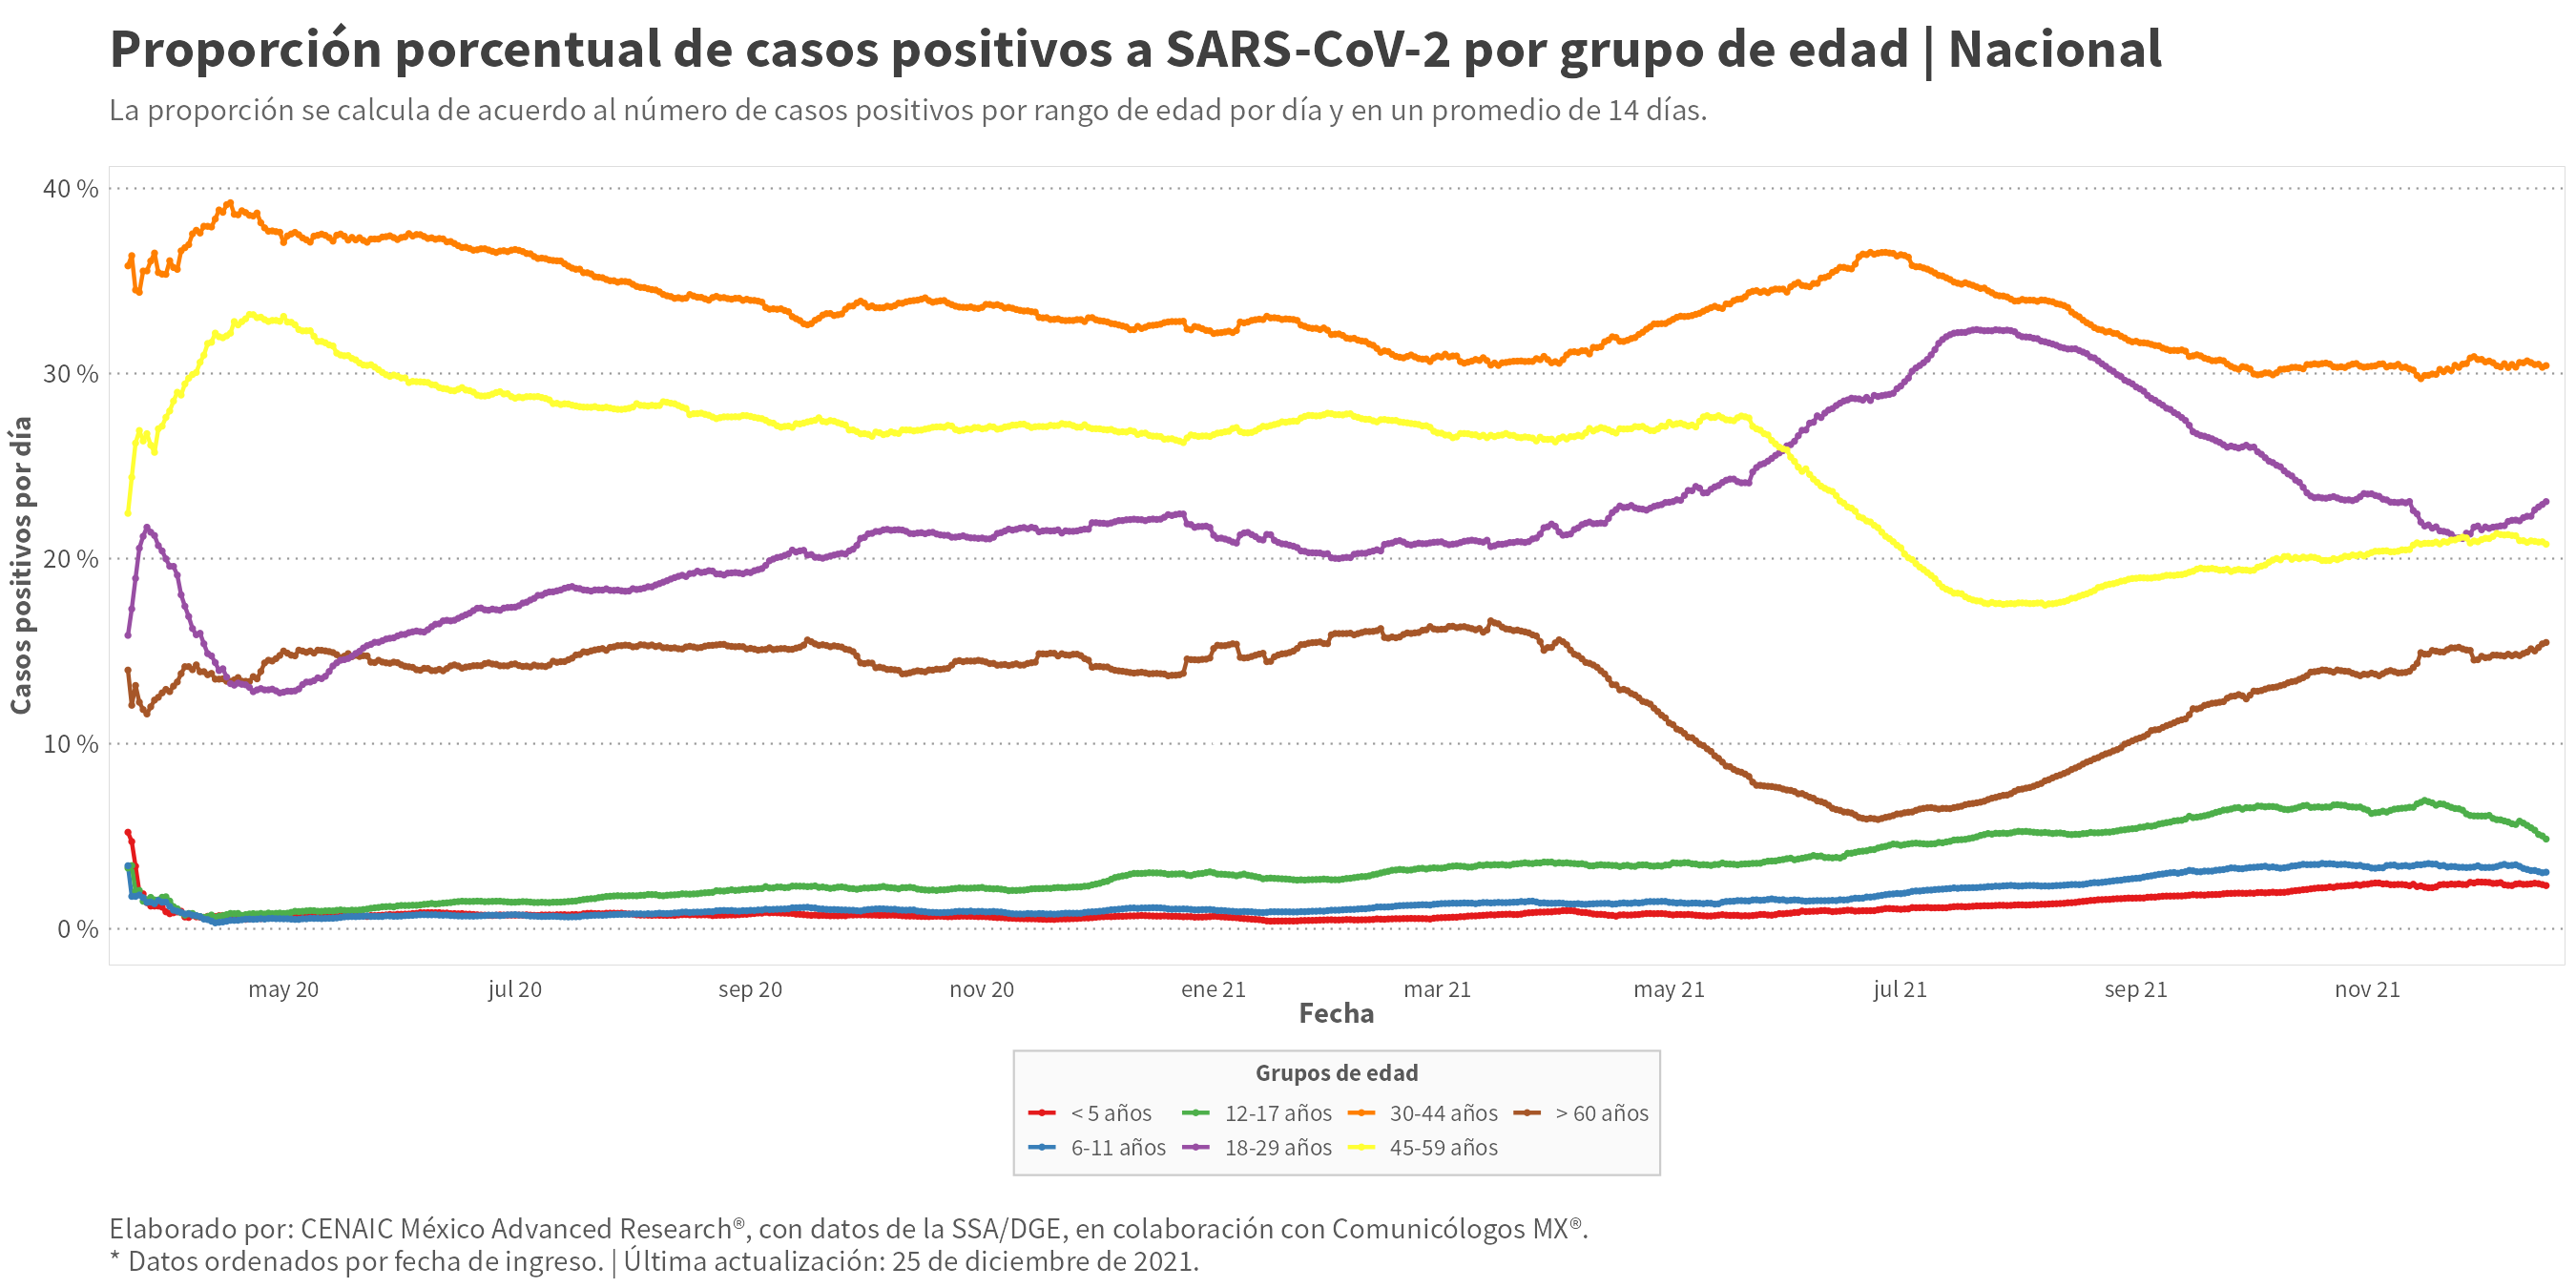 Proporción porcentual de casos positivos a SARS-CoV-2 por grupo de edad | Nacional
La proporción se calcula de acuerdo al número de casos positivos por rango de edad por día y en un promedio de 14 días.
Casos positivos por día
40 %
30 %
20 %
10 %
0 %
may 20 jul 20 sep 20 nov 20 ene 21 mar 21 may 21 jul 21 sep 21 nov 21
Fecha
Grupos de edad
< 5 años 12-17 años 30-44 años > 60 años
6-11 años 18-29 años 45-59 años
Elaborado por: CENAIC México Advanced Research®, con datos de la SSA/DGE, en colaboración con Comunicólogos MX®.
* Datos ordenados por fecha de ingreso. | Última actualización: 25 de diciembre de 2021.